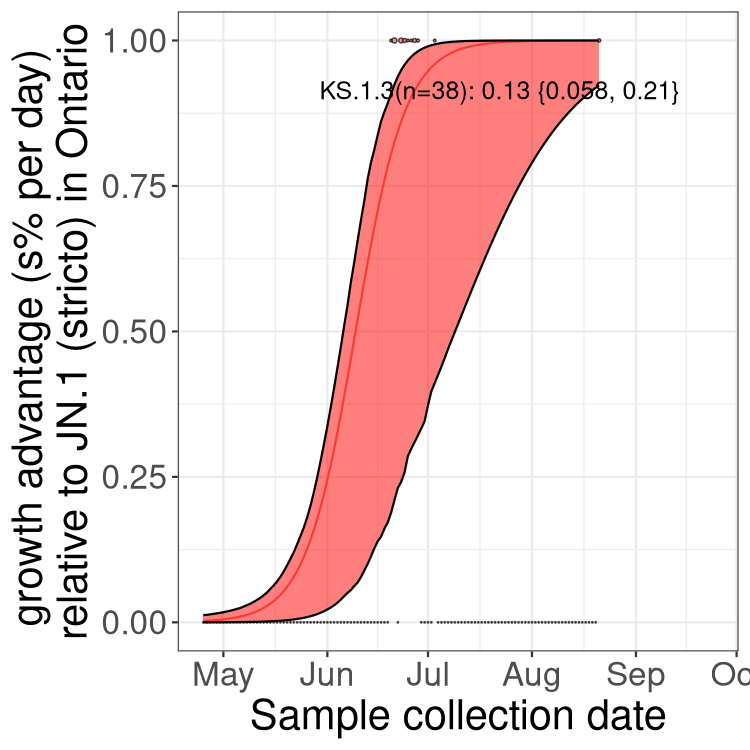 growth advantage (s% per day)
relative to JN.1 (stricto) in Ontario
1.00
0.75
0.50
0.25
0.00
KS.1.3(n=38): 0.13 {0.058, 0.21}
May Jun Jul Aug Sep Oc
Sample collection date